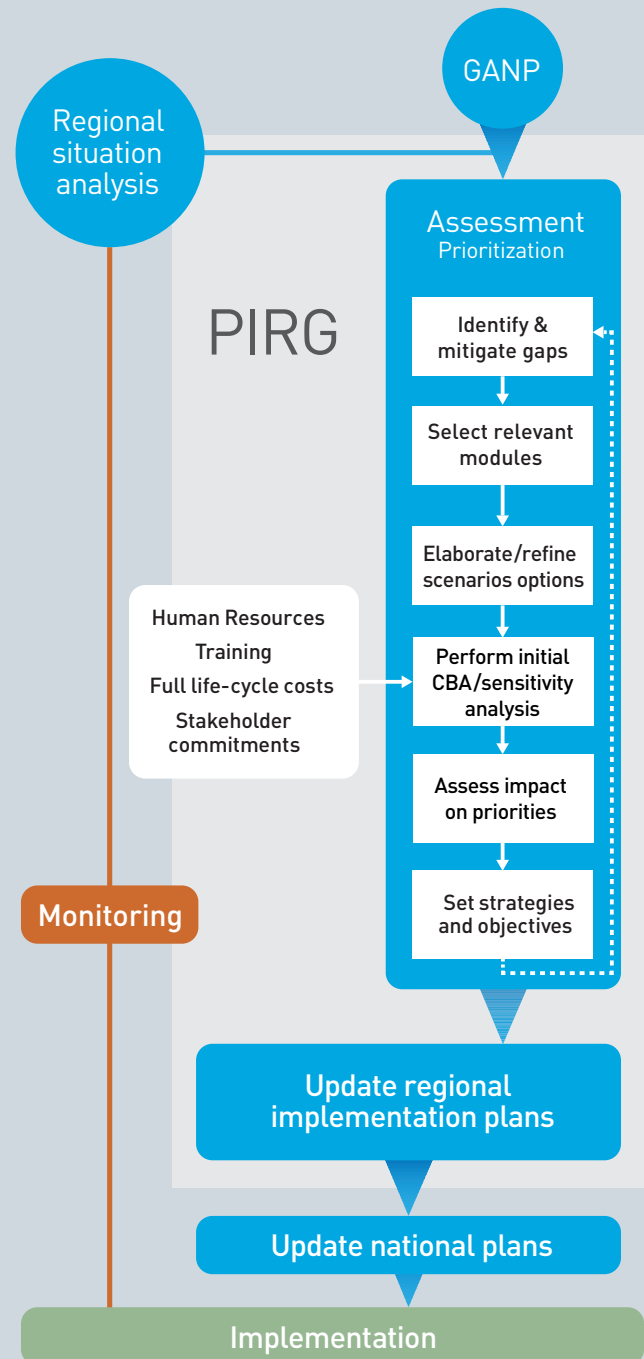 GANP
Regional
situation
analysis
Assessment
Prioritization
PIRG
Identify &
mitigate gaps
Select relevant
modules
Elaborate/refine
scenarios options
Human Resources
Training
Full life-cycle costs
Stakeholder
commitments
Perform initial
CBA/sensitivity
analysis
Assess impact
on priorities
Set strategies
and objectives
Monitoring
Update regional
implementation plans
Update national plans
Implementation